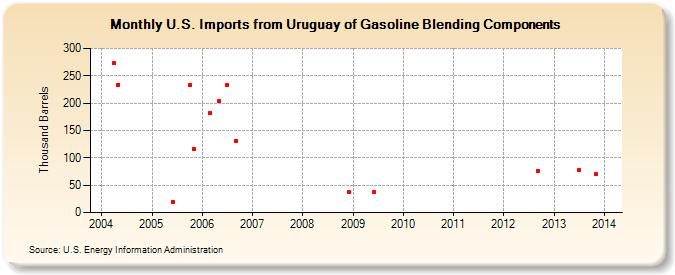 Monthly U.S. Imports from Uruguay of Gasoline Blending Components
Thousand Barrels
300
250
200
150
100
50
0
2004 2005 2006 2007 2008 2009 2010 2011 2012 2013 2014
Source: U.S. Energy Information Administration